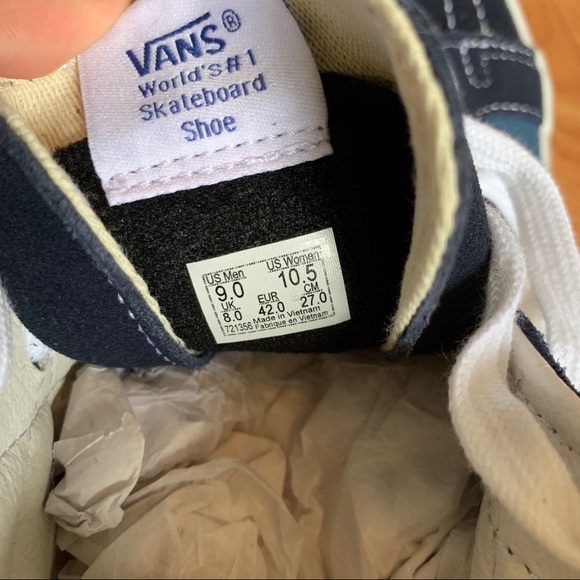 VANS®
World's #1
Skateboard
Shoe
US Men US Women
9.0 10.5
UK EUR CM
8.0 42.0 27.0
721356 Made in Vietnam
Fabriqué en Vietnam